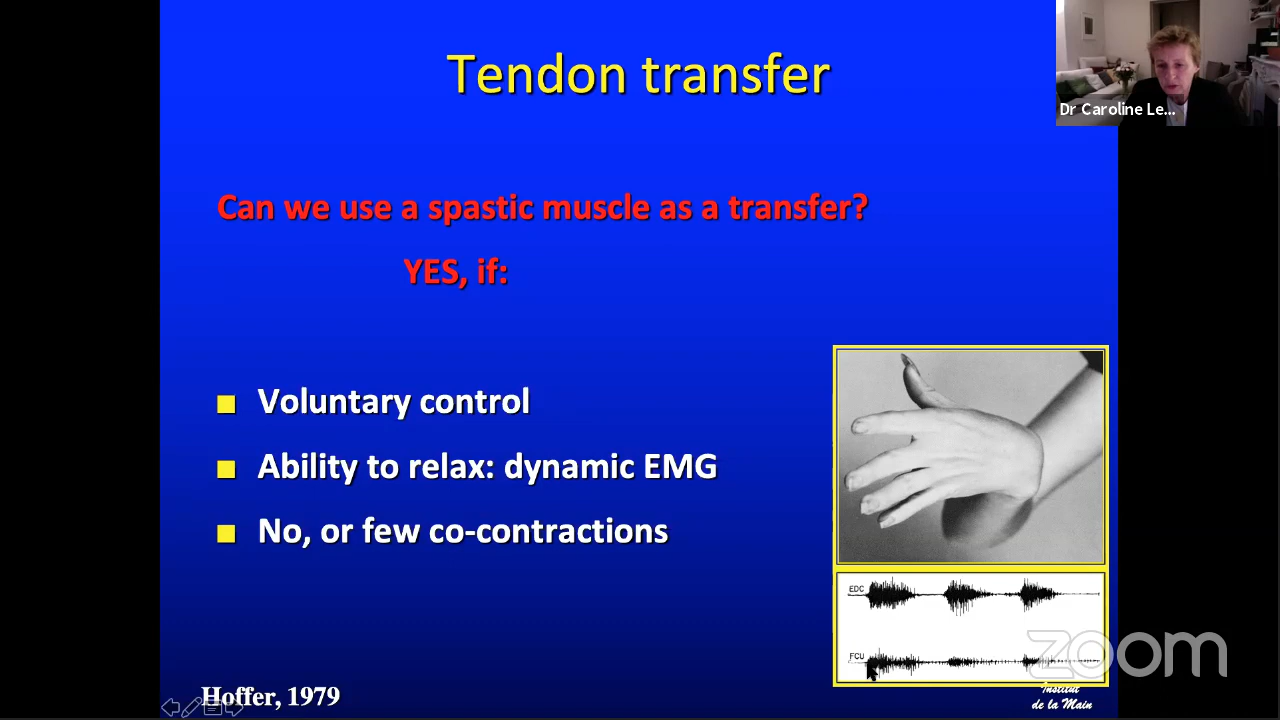 Tendon transfer
Dr Caroline Le...
Can we use a spastic muscle as a transfer?
YES, if:
■ Voluntary control
■ Ability to relax: dynamic EMG
■ No, or few co-contractions
EDC
FCU
zoom
Hoffer, 1979
Institut
de la Main